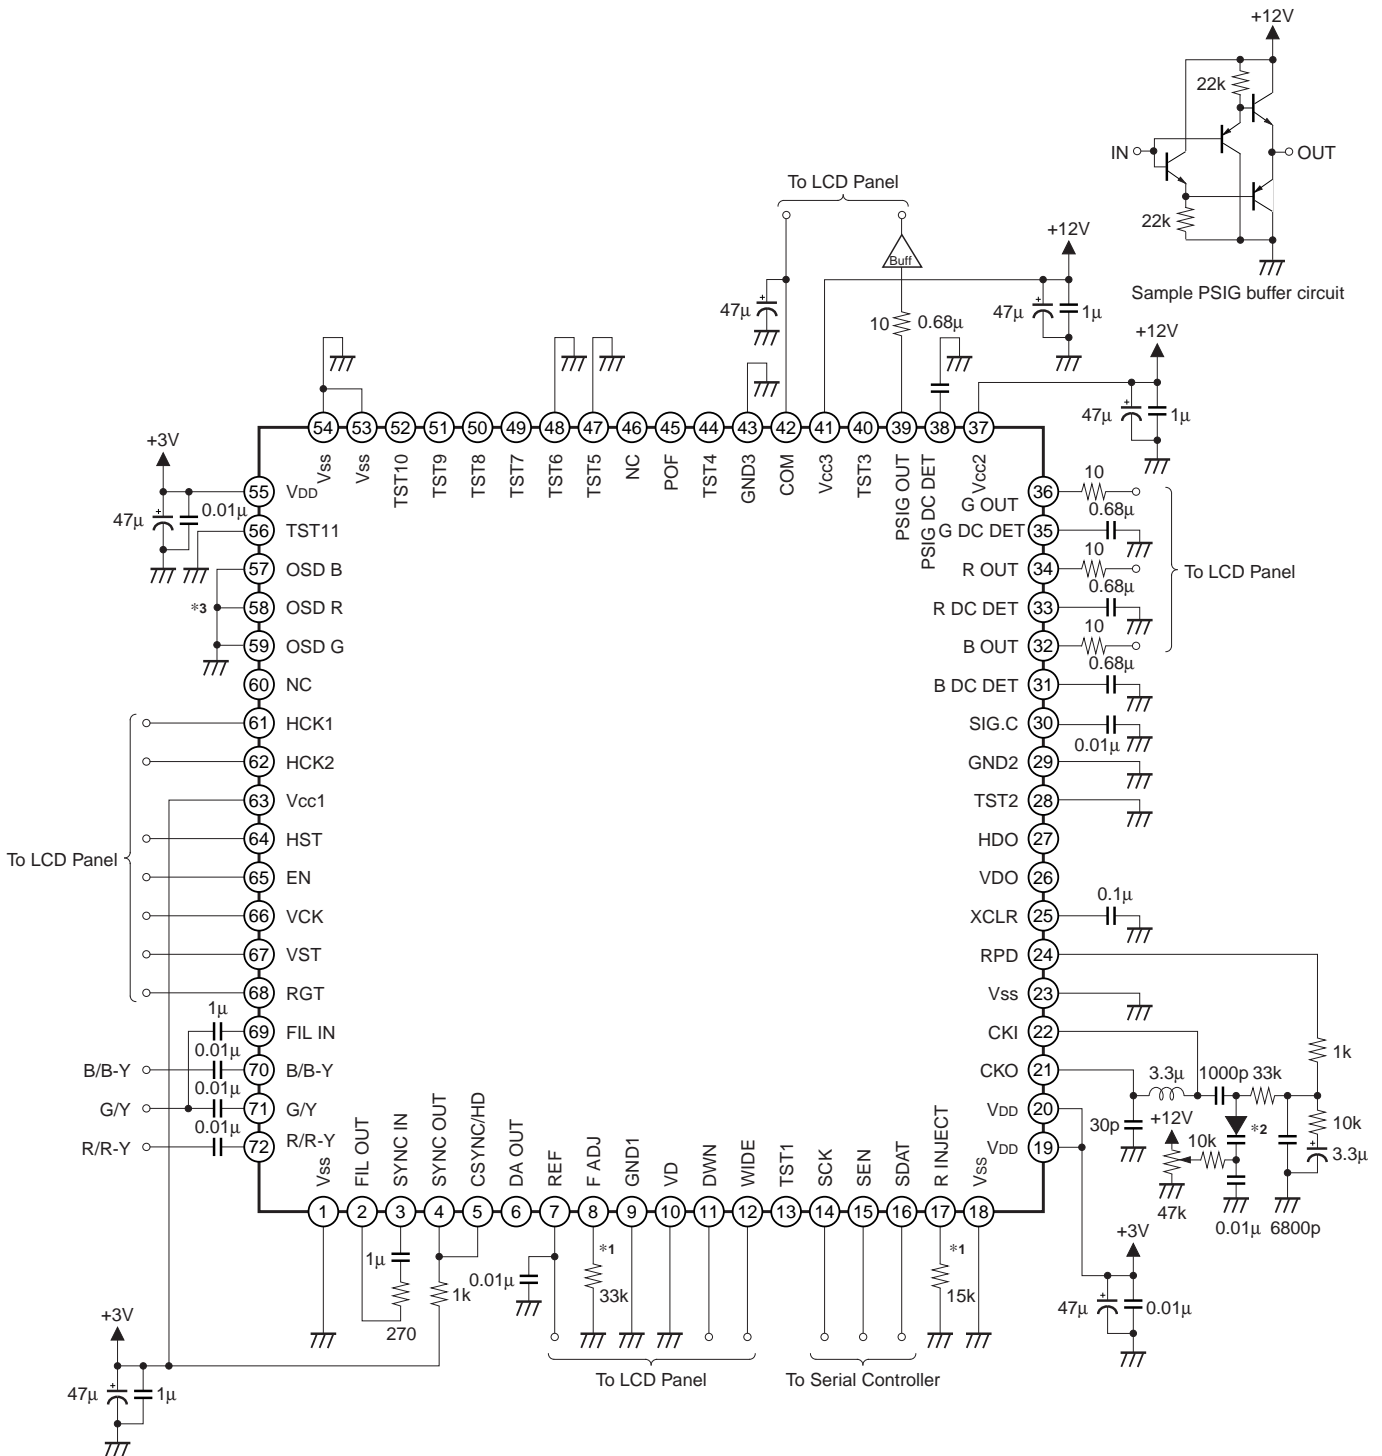 +12V
22k
IN
OUT
22k
Sample PSIG buffer circuit
To LCD Panel
Buff
+12V
47μ
+
10
0.68μ
47μ
+
1μ
+12V
47μ
+
1μ
54 53 52 51 50 49 48 47 46 45 44 43 42 41 40 39 38 37
Vss
Vss
TST10
TST9
TST8
TST7
TST6
TST5
NC
POF
TST4
GND3
COM
Vcc3
TST3
PSIG OUT
PSIG DC DET
Vcc2
+3V
47μ
+
0.01μ
55 VDD
56 TST11
57 OSD B
*3
58 OSD R
59 OSD G
60 NC
61 HCK1
62 HCK2
63 Vcc1
64 HST
To LCD Panel
65 EN
66 VCK
67 VST
68 RGT
1μ
69 FIL IN
0.01μ
B/B-Y
70 B/B-Y
0.01μ
G/Y
71 G/Y
0.01μ
R/R-Y
72 R/R-Y
G OUT 36
10
0.68μ
G DC DET 35
10
R OUT 34
0.68μ
To LCD Panel
R DC DET 33
10
B OUT 32
0.68μ
B DC DET 31
SIG.C 30
0.01μ
GND2 29
TST2 28
HDO 27
VDO 26
0.1μ
XCLR 25
RPD 24
Vss 23
CKI 22
1k
CKO 21
3.3μ
1000p
33k
VDD 20
30p
+12V
*2
10k
10k
VDD 19
+
3.3μ
47k
0.01μ
6800p
Vss
FIL OUT
SYNC IN
SYNC OUT
CSYNC/HD
DA OUT
REF
F ADJ
GND1
VD
DWN
WIDE
TST1
SCK
SEN
SDAT
R INJECT
Vss
1 2 3 4 5 6 7 8 9 10 11 12 13 14 15 16 17 18
1μ
270
1k
0.01μ
*1
33k
*1
15k
+3V
47μ
+
0.01μ
+3V
47μ
+
1μ
To LCD Panel
To Serial Controller